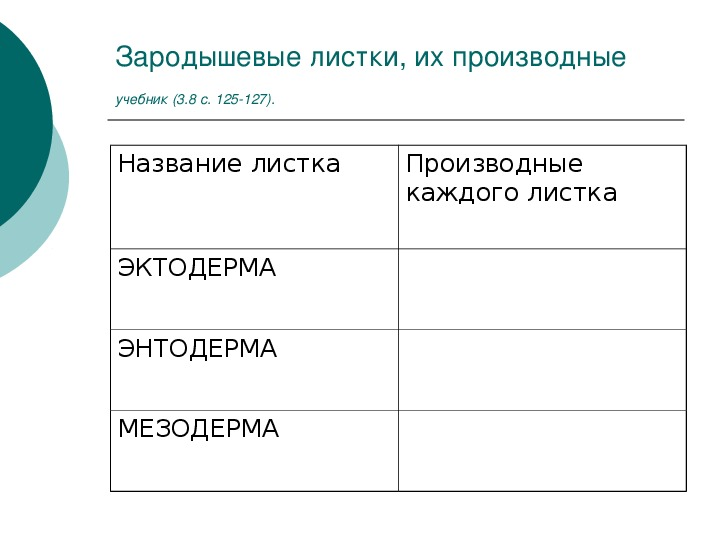 Зародышевые листки, их производные
учебник (3.8 с. 125-127).
Название листка
Производные
каждого листка
ЭКТОДЕРМА
ЭНТОДЕРМА
МЕЗОДЕРМА